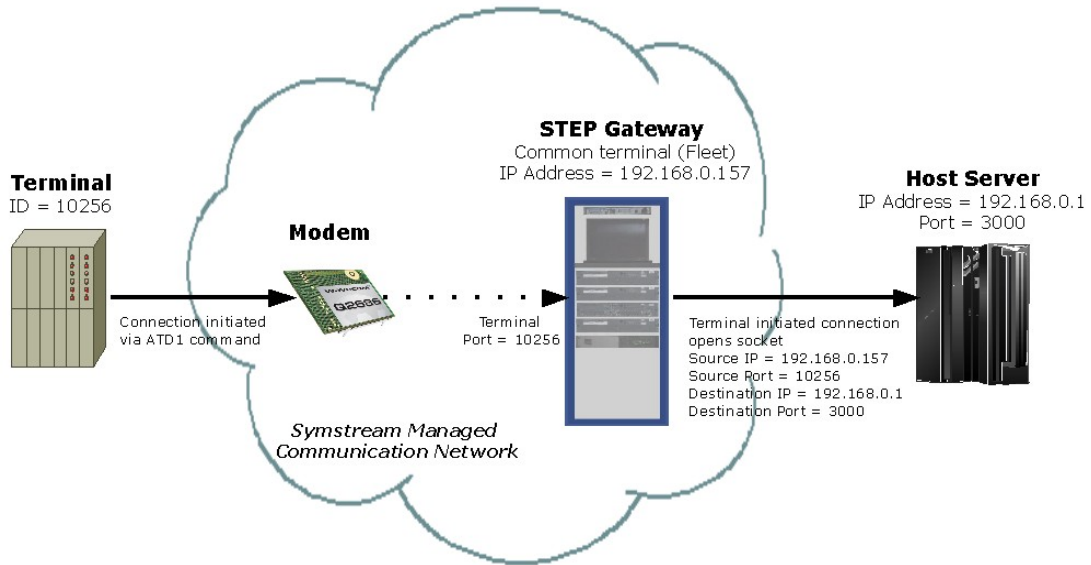 STEP Gateway
Common terminal (Fleet)
IP Address = 192.168.0.157
Terminal
ID = 10256
Host Server
IP Address = 192.168.0.1
Port = 3000
Modem
Q2686
Connection initiated
via ATD1 command
Terminal
Port = 10256
Terminal initiated connection
opens socket
Source IP = 192.168.0.157
Source Port = 10256
Destination IP = 192.168.0.1
Destination Port = 3000
Symstream Managed
Communication Network